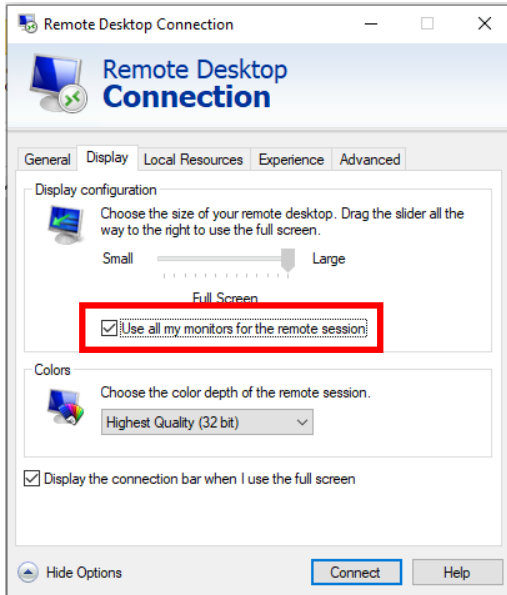 Remote Desktop Connection
Remote Desktop
Connection
General Display Local Resources Experience Advanced
Display configuration
Choose the size of your remote desktop. Drag the slider all the
way to the right to use the full screen.
Small Large
Full Screen
Use all my monitors for the remote session
Colors
Choose the color depth of the remote session.
Highest Quality (32 bit)
Display the connection bar when I use the full screen
Hide Options Connect Help